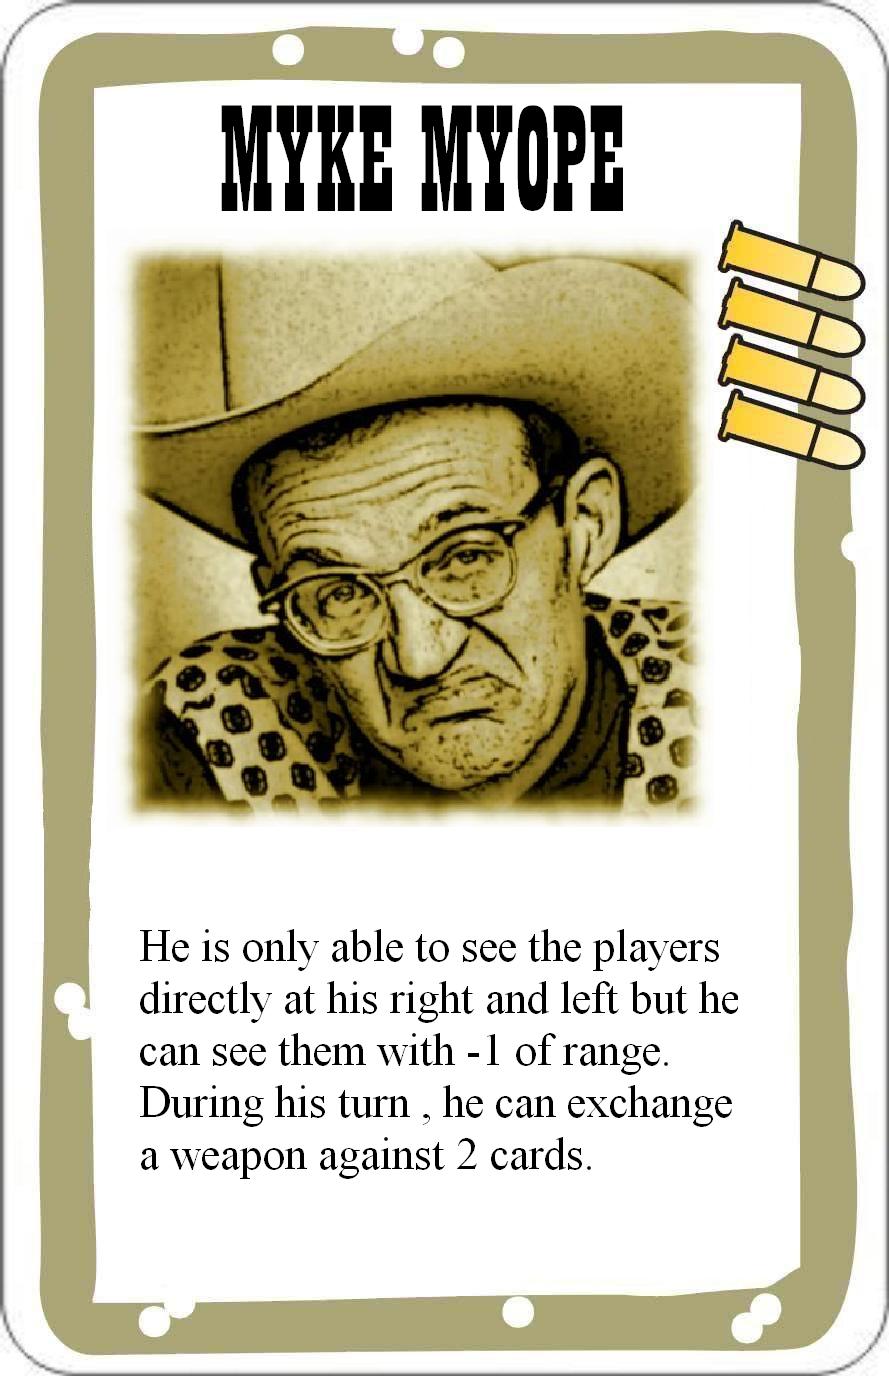 MYKE MYOPE
He is only able to see the players
directly at his right and left but he
can see them with -1 of range.
During his turn , he can exchange
a weapon against 2 cards.